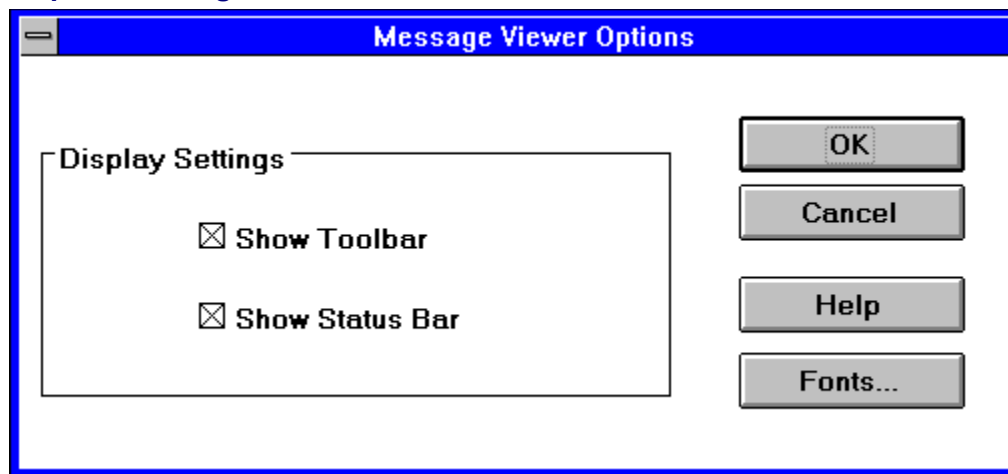 Message Viewer Options
Display Settings
Show Toolbar
Show Status Bar
OK
Cancel
Help
Fonts...